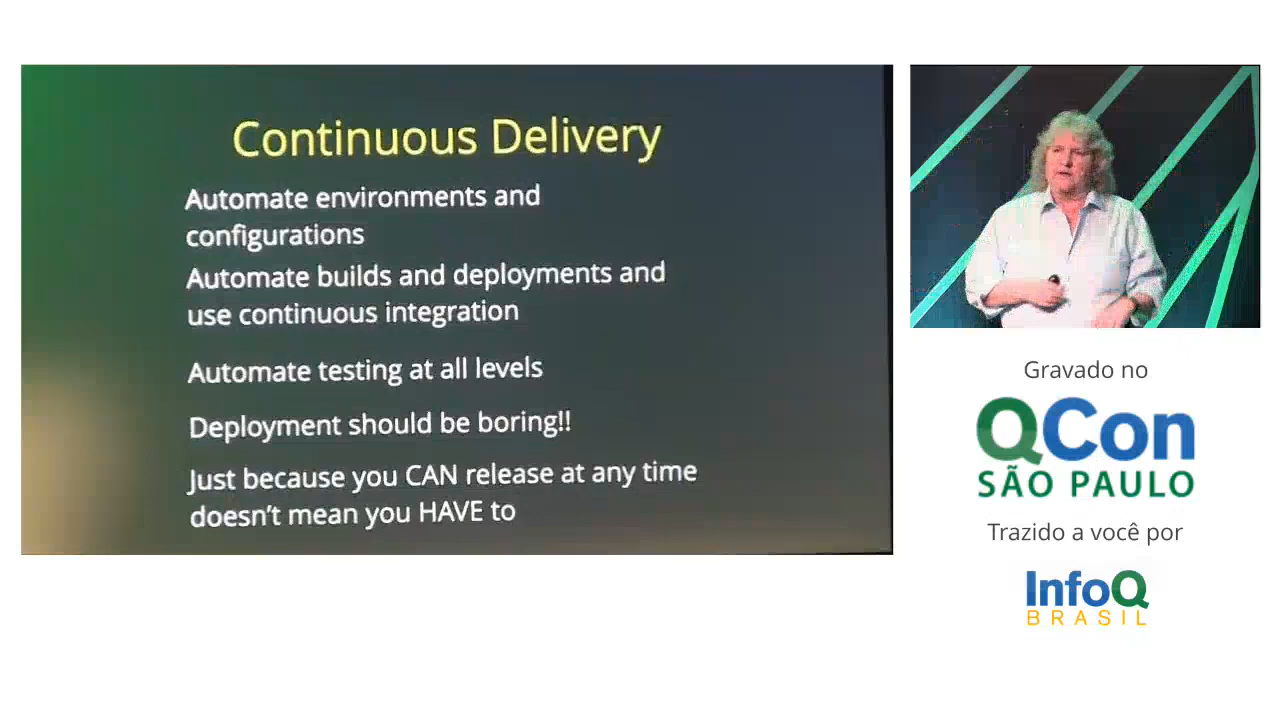 Continuous Delivery
Automate environments and
configurations
Automate builds and deployments and
use continuous integration
Automate testing at all levels
Deployment should be boring!!
Just because you CAN release at any time
doesn't mean you HAVE to
Gravado no
QCon
SÃO PAULO
Trazido a você por
InfoQ
BRASIL